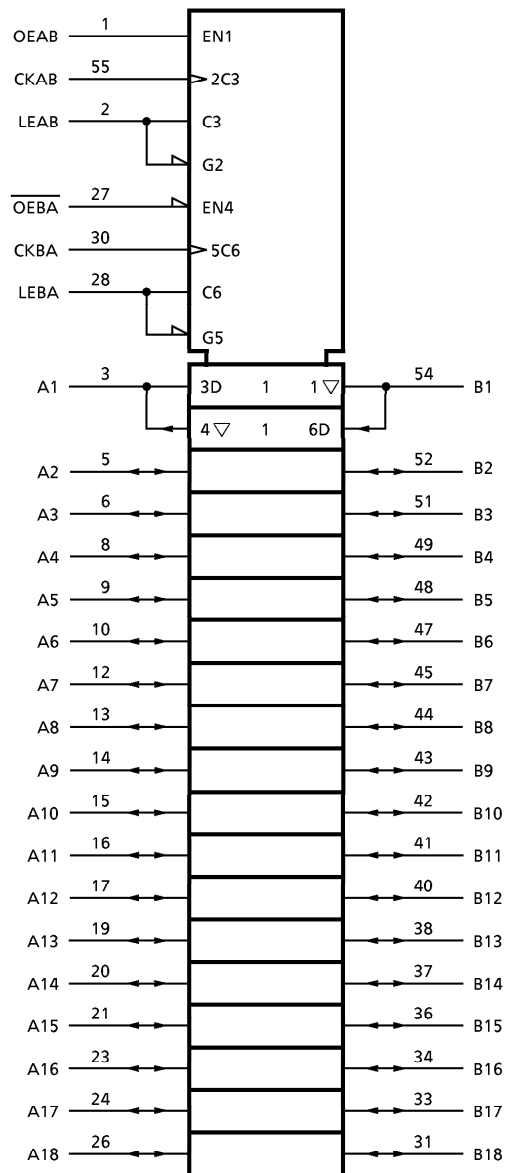 OEAB 1 EN1
CKAB 55 2C3
LEAB 2 C3
G2
OEBA 27 EN4
CKBA 30 5C6
LEBA 28 C6
G5
A1 3 3D 1 1 ▽ 54 B1
4 ▽ 1 6D
A2 5 52 B2
A3 6 51 B3
A4 8 49 B4
A5 9 48 B5
A6 10 47 B6
A7 12 45 B7
A8 13 44 B8
A9 14 43 B9
A10 15 42 B10
A11 16 41 B11
A12 17 40 B12
A13 19 38 B13
A14 20 37 B14
A15 21 36 B15
A16 23 34 B16
A17 24 33 B17
A18 26 31 B18